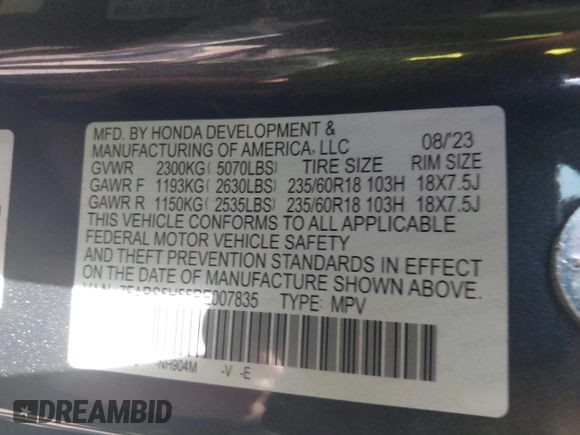 MFD. BY HONDA DEVELOPMENT &
MANUFACTURING OF AMERICA, LLC 08/'23
GVWR 2300KG( 5070LBS) TIRE SIZE RIM SIZE
GAWR F 1193KG( 2630LBS) 235/60R18 103H 18X7.5J
GAWR R 1150KG( 2535LBS) 235/60R18 103H 18X7.5J
THIS VEHICLE CONFORMS TO ALL APPLICABLE
FEDERAL MOTOR VEHICLE SAFETY
AND THEFT PREVENTION STANDARDS IN EFFECT
ON THE DATE OF MANUFACTURE SHOWN ABOVE.
TYPE: MPV
-NH904M -V -E
DREAMBID